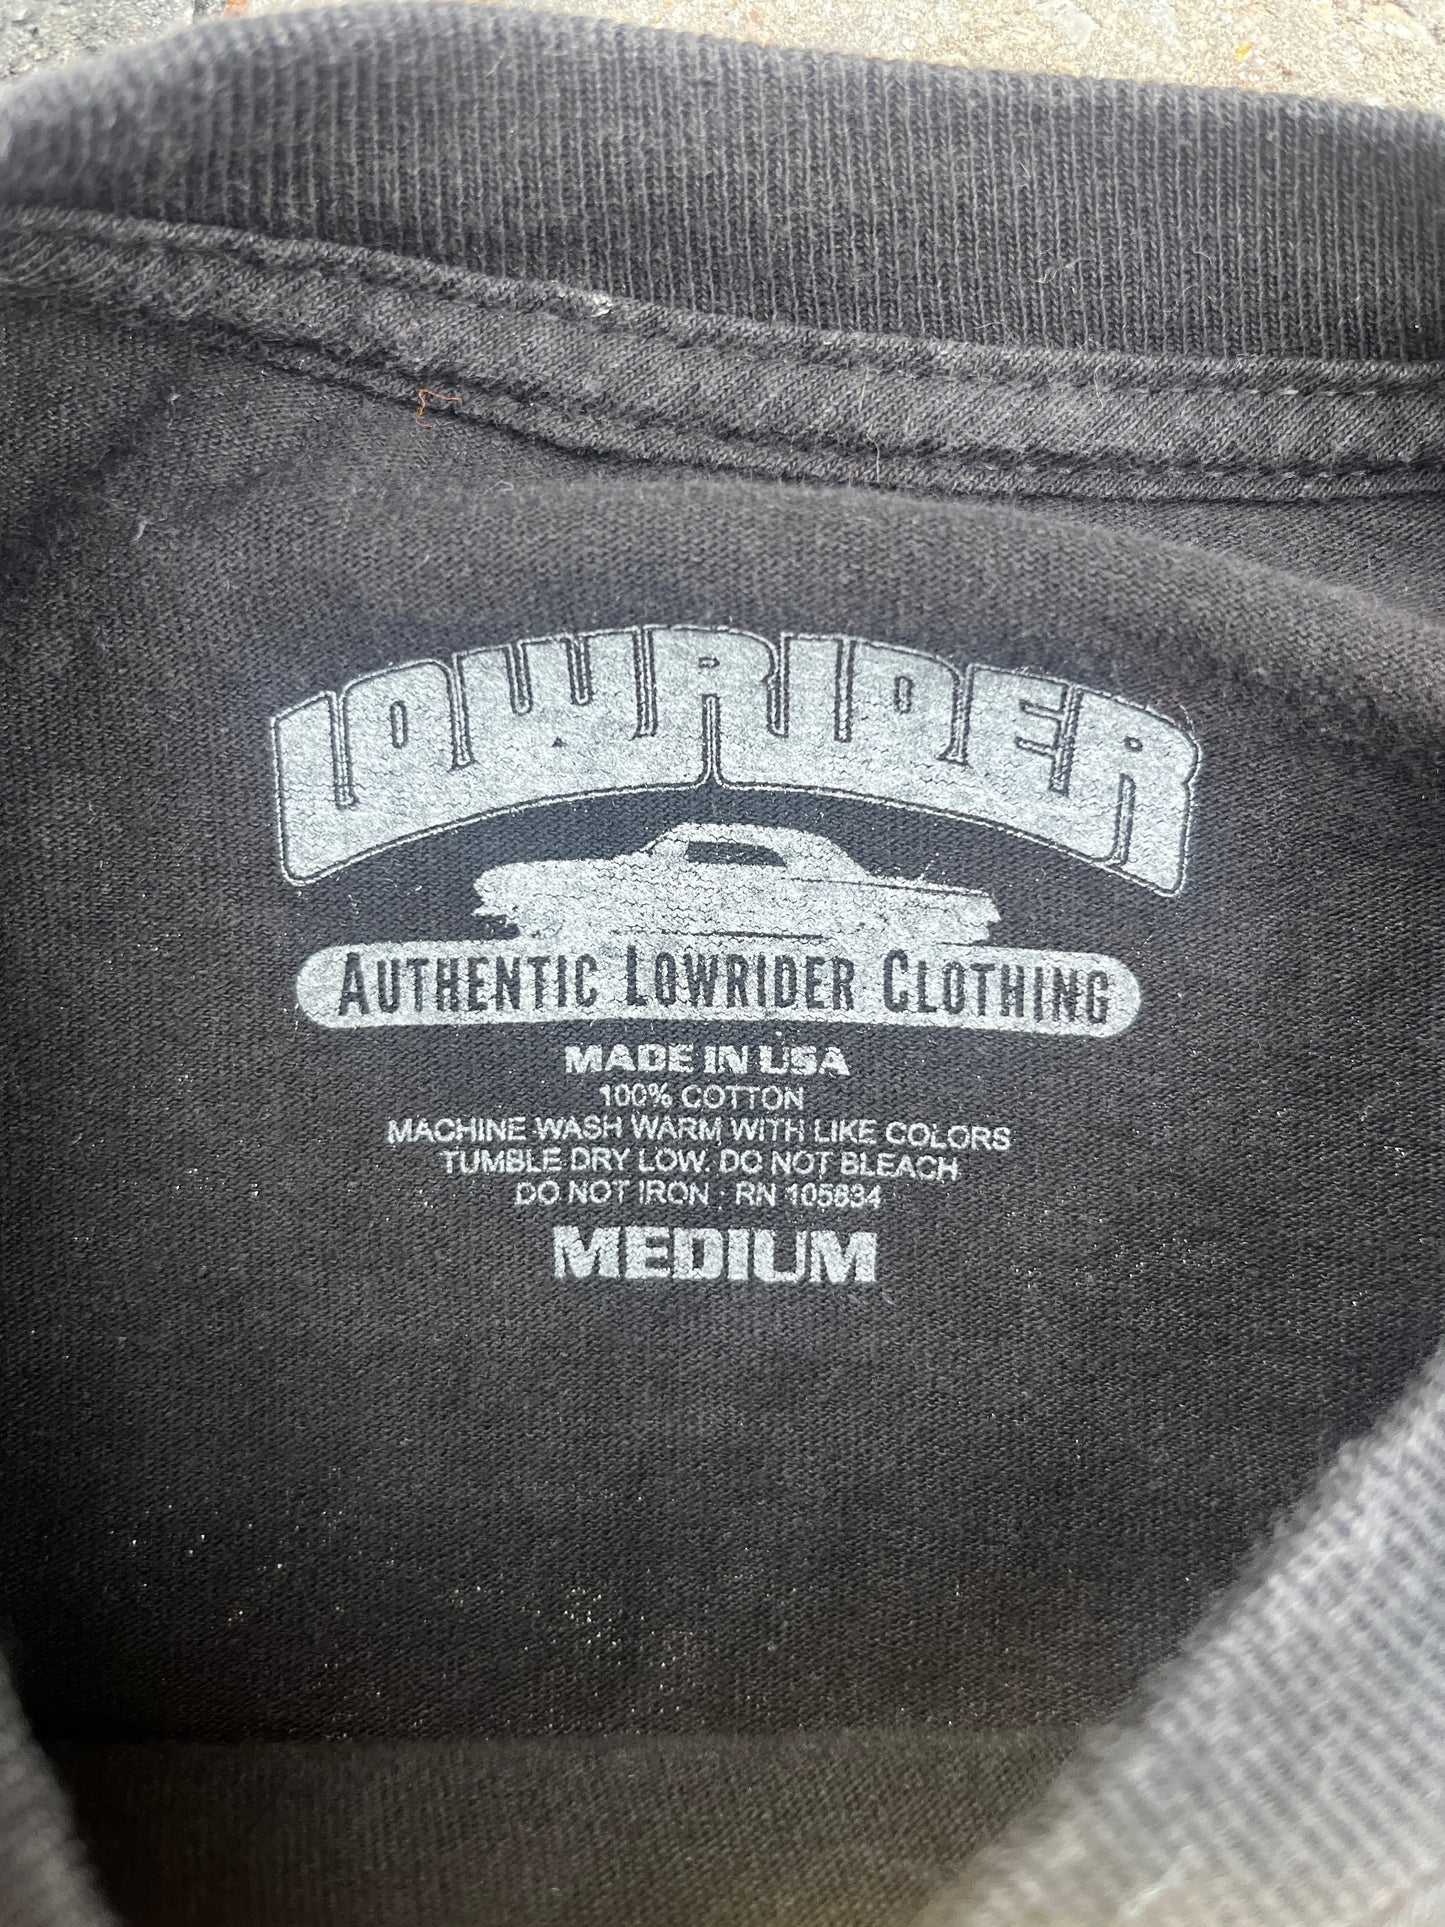 LOWRIDER
AUTHENTIC LOWRIDER CLOTHING
MADE IN USA
100% COTTON
MACHINE WASH WARM WITH LIKE COLORS
TUMBLE DRY LOW. DO NOT BLEACH
DO NOT IRON : RN 105634
MEDIUM